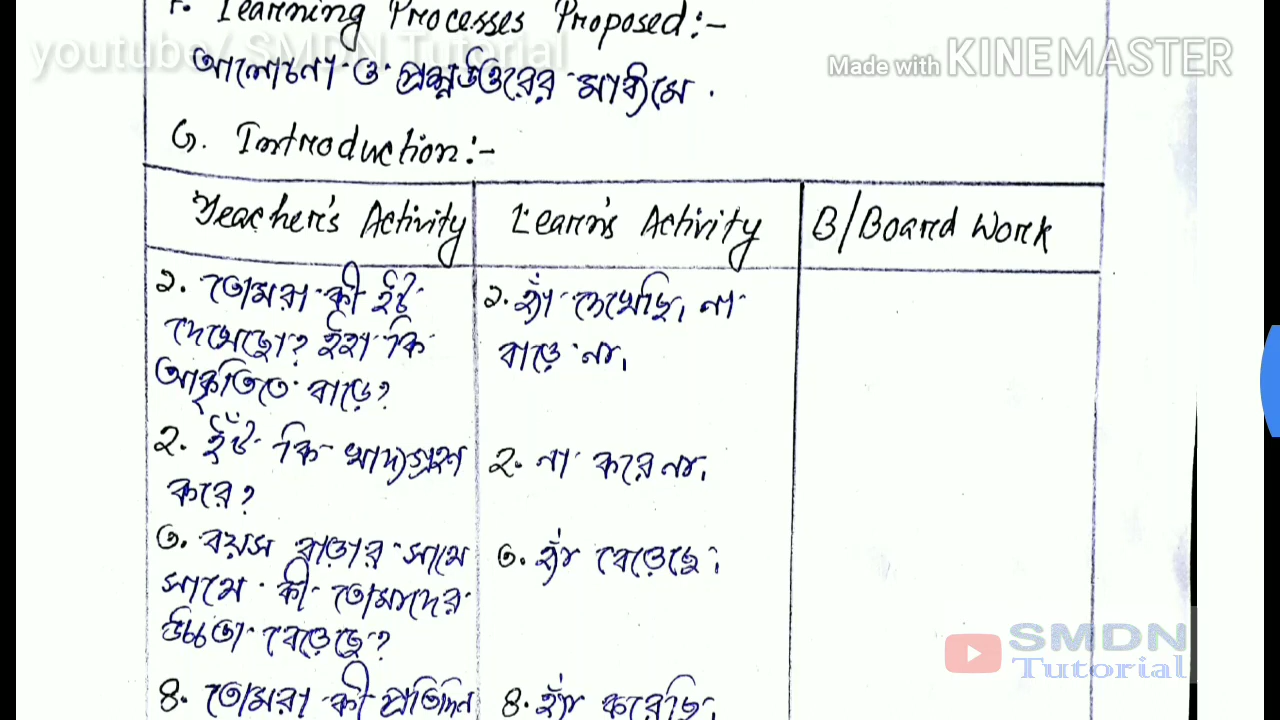 F. Learning Processes Proposed:-
youtube/ SMDN Tutorial
Made with KINEMASTER
আলোচনা ও প্রশ্নউত্তরের মাধ্যমে.
G. Introduction:-
Teacher's Activity Learn's Activity B/Board Work
১. তোমরা কী ইট ১. হ্যাঁ দেখেছি, না
দেখেছো? ইহা কি বাড়ে না,
আকৃতিতে বাড়ে?
২. ইঁট কি খাদ্যগ্রহণ ২. না করে না,
করে?
৩. বয়স বাড়ার সাথে ৩. হ্যাঁ বেড়েছে,
সাথে কী তোমাদের
উচ্চতা বেড়েছে?
৪. তোমরা কী প্রতিদিন ৪. হ্যাঁ করেছি,
SMDN
Tutorial